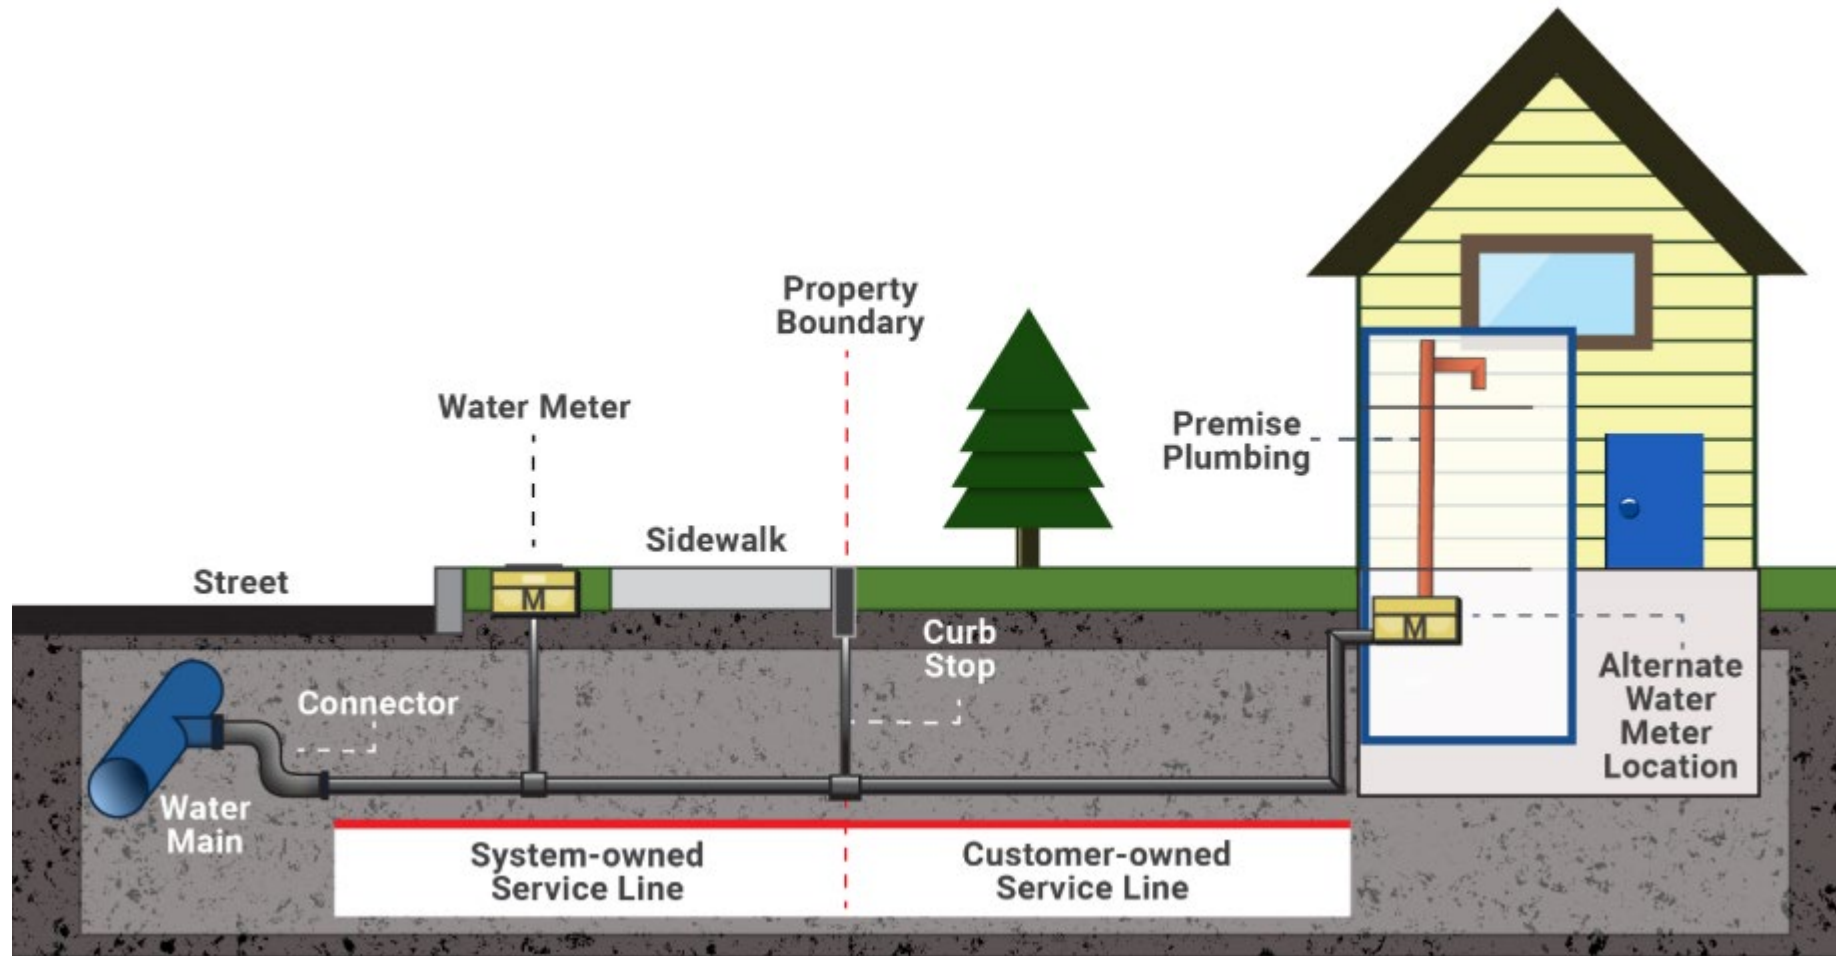 Property
Boundary
Water Meter
Premise
Plumbing
Sidewalk
Street
M
Curb
Stop
M
Connector
Alternate
Water
Meter
Location
Water
Main
System-owned
Service Line
Customer-owned
Service Line